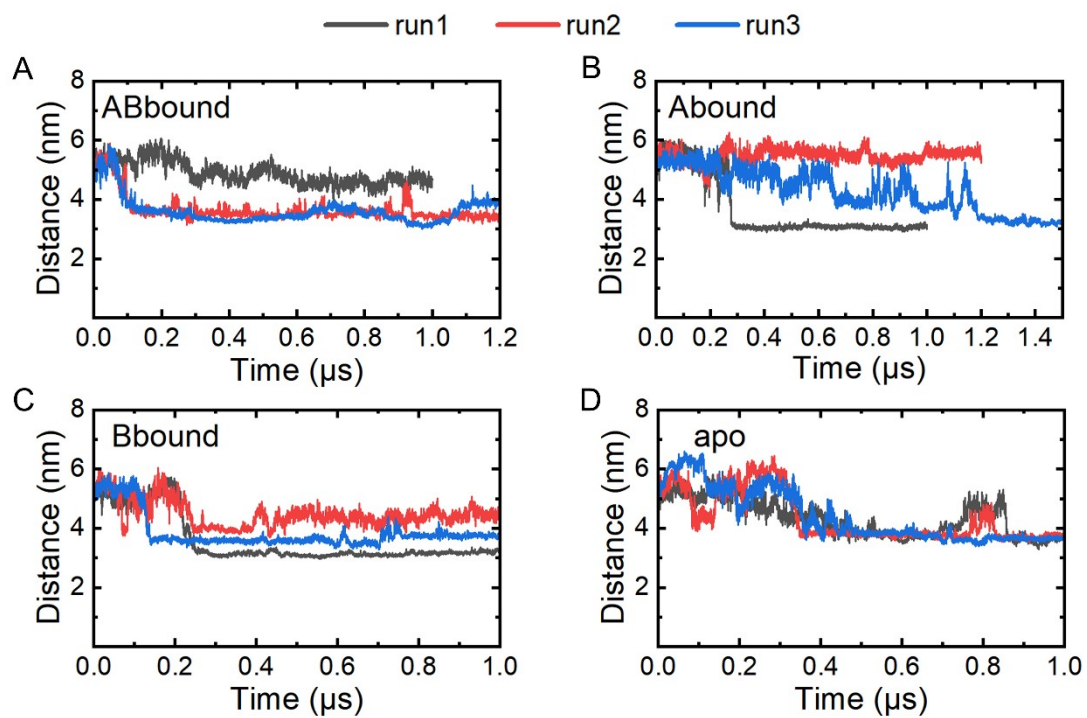 run1 run2 run3
A
ABbound
Distance (nm)
8
6
4
2
0.0 0.2 0.4 0.6 0.8 1.0 1.2
Time (μs)
B
Abound
Distance (nm)
8
6
4
2
0.0 0.2 0.4 0.6 0.8 1.0 1.2 1.4
Time (μs)
C
Bbound
Distance (nm)
8
6
4
2
0.0 0.2 0.4 0.6 0.8 1.0
Time (μs)
D
apo
Distance (nm)
8
6
4
2
0.0 0.2 0.4 0.6 0.8 1.0
Time (μs)